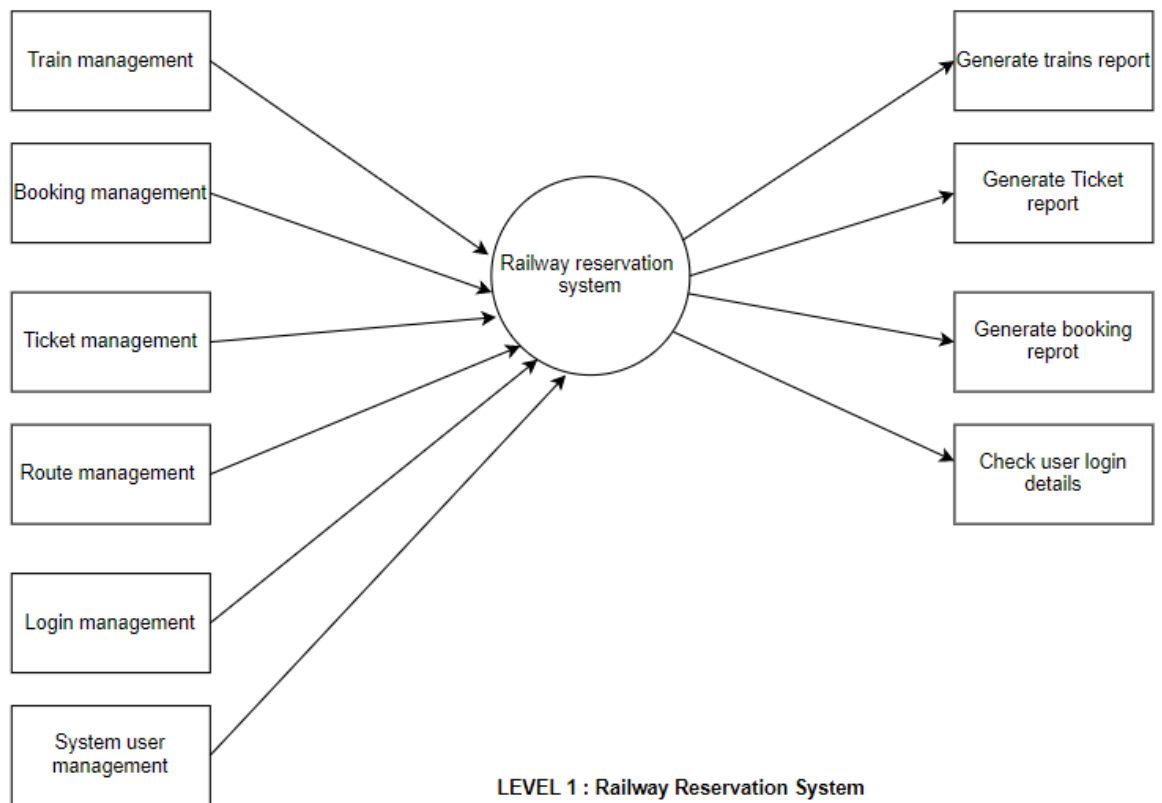 Train management
Booking management
Ticket management
Route management
Login management
System user
management
Railway reservation
system
Generate trains report
Generate Ticket
report
Generate booking
reprot
Check user login
details
LEVEL 1 : Railway Reservation System